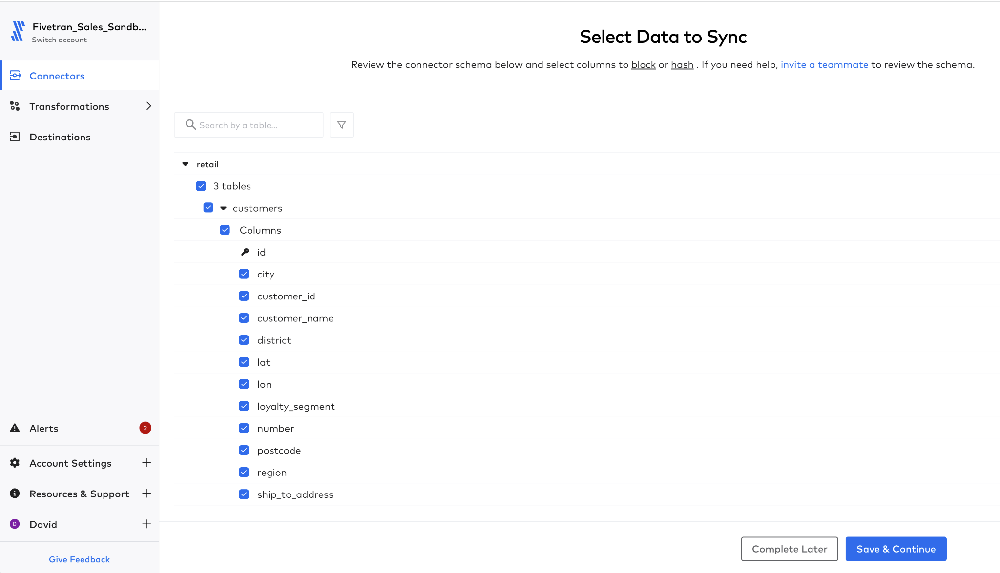 Fivetran_Sales_Sandb...
Switch account
Connectors
Transformations
Destinations
Alerts
2
Account Settings
Resources & Support
D
David
Give Feedback
Select Data to Sync
Review the connector schema below and select columns to block or hash . If you need help, invite a teammate to review the schema.
Search by a table...
retail
3 tables
customers
Columns
id
city
customer_id
customer_name
district
lat
lon
loyalty_segment
number
postcode
region
ship_to_address
Complete Later
Save & Continue